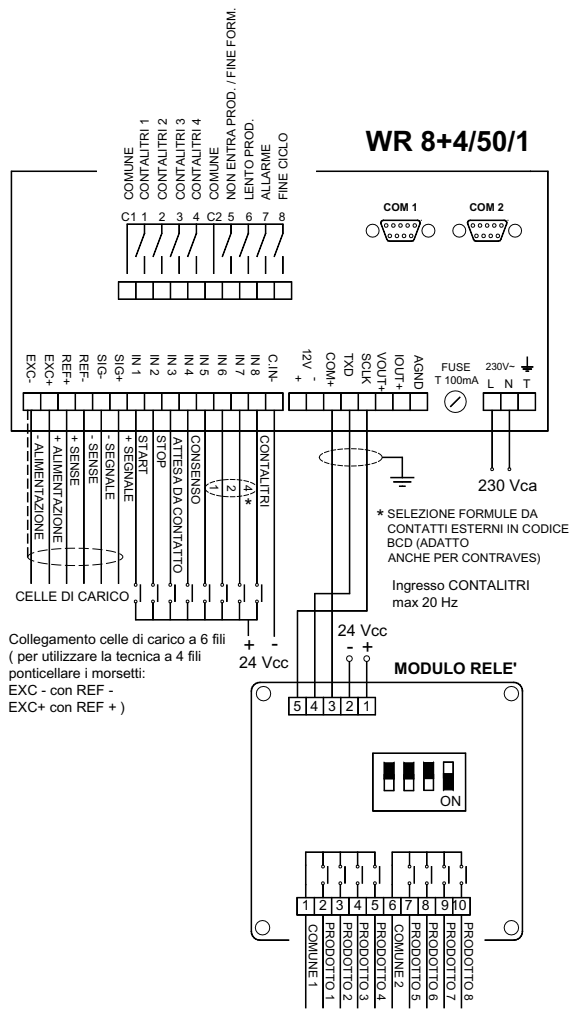 WR 8+4/50/1
COMUNE
CONTALITRI 1
CONTALITRI 2
CONTALITRI 3
CONTALITRI 4
COMUNE
NON ENTRA PROD. / FINE FORM.
LENTO PROD.
ALLARME
FINE CICLO
C1 1 2 3 4 C2 5 6 7 8
COM 1
COM 2
EXC-
EXC+
REF+
REF-
SIG-
SIG+
IN 1
IN 2
IN 3
IN 4
IN 5
IN 6
IN 7
IN 8
C.IN-
+ 12V -
COM+
TXD
SCLK
VOUT+
IOUT+
AGND
FUSE
T 100mA
230V~
L N T
- ALIMENTAZIONE
+ ALIMENTAZIONE
+ SENSE
- SENSE
- SEGNALE
+ SEGNALE
START
STOP
ATTESA DA CONTATTO
CONSENSO
1
2
4
*
CONTALITRI
230 Vca
* SELEZIONE FORMULE DA
CONTATTI ESTERNI IN CODICE
BCD (ADATTO
ANCHE PER CONTRAVES)
CELLE DI CARICO
Ingresso CONTALITRI
max 20 Hz
+ -
24 Vcc
Collegamento celle di carico a 6 fili
( per utilizzare la tecnica a 4 fili
ponticellare i morsetti:
EXC - con REF -
EXC+ con REF + )
24 Vcc
- +
MODULO RELE'
5 4 3 2 1
ON
1 2 3 4 5 6 7 8 9 10
COMUNE 1
PRODOTTO 1
PRODOTTO 2
PRODOTTO 3
PRODOTTO 4
COMUNE 2
PRODOTTO 5
PRODOTTO 6
PRODOTTO 7
PRODOTTO 8